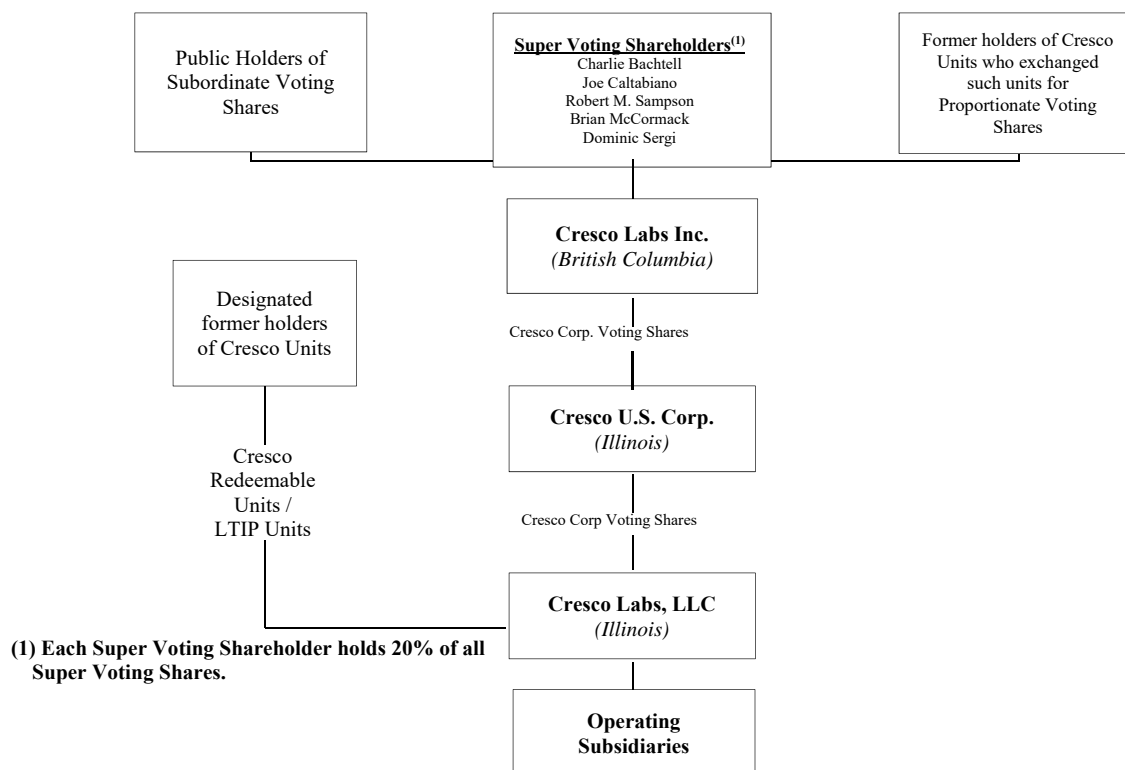 Public Holders of
Subordinate Voting
Shares
Super Voting Shareholders(1)
Charlie Bachtell
Joe Caltabiano
Robert M. Sampson
Brian McCormack
Dominic Sergi
Former holders of Cresco
Units who exchanged
such units for
Proportionate Voting
Shares
Cresco Labs Inc.
(British Columbia)
Designated
former holders
of Cresco Units
Cresco Corp. Voting Shares
Cresco U.S. Corp.
(Illinois)
Cresco
Redeemable
Units /
LTIP Units
Cresco Corp Voting Shares
Cresco Labs, LLC
(Illinois)
(1) Each Super Voting Shareholder holds 20% of all
Super Voting Shares.
Operating
Subsidiaries